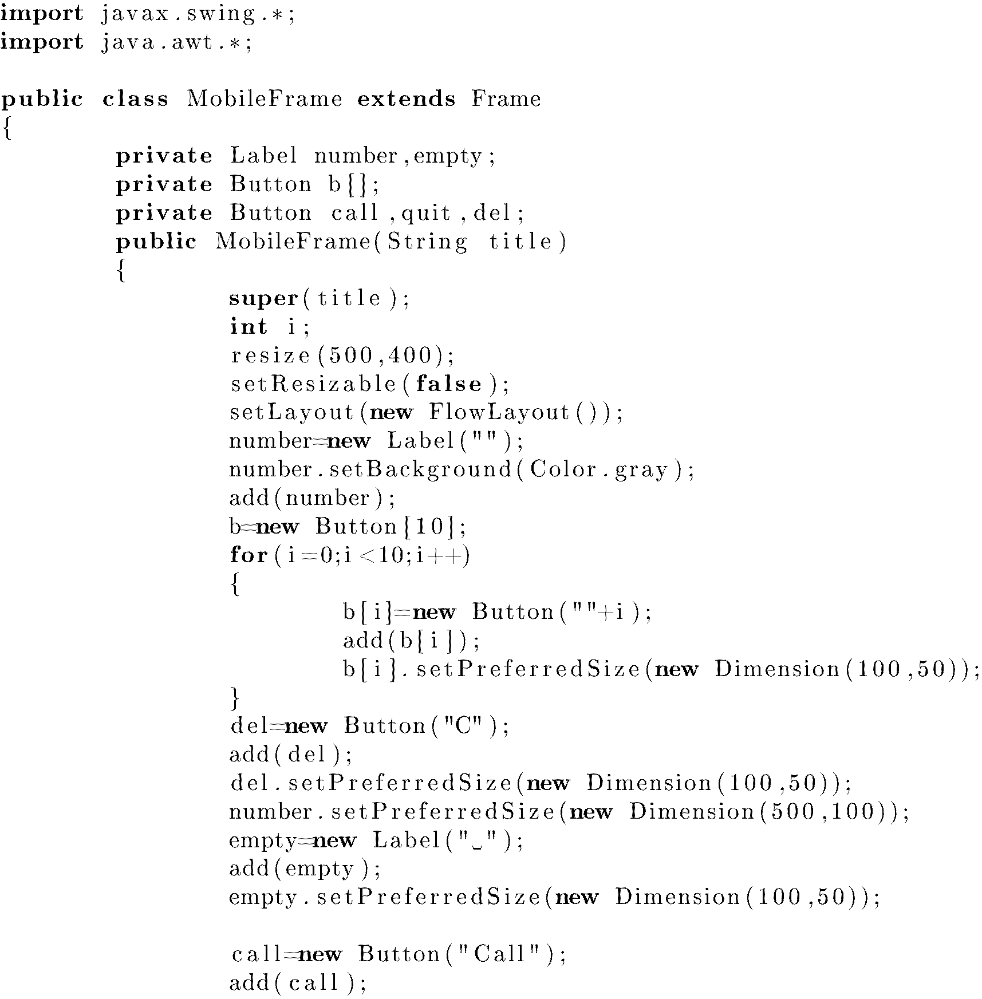 import javax.swing.*;
import java.awt.*;

public class MobileFrame extends Frame
{
        private Label number,empty;
        private Button b[];
        private Button call,quit,del;
        public MobileFrame(String title)
        {
                super(title);
                int i;
                resize(500,400);
                setResizable(false);
                setLayout(new FlowLayout());
                number=new Label("");
                number.setBackground(Color.gray);
                add(number);
                b=new Button[10];
                for(i=0;i<10;i++)
                {
                        b[i]=new Button(""+i);
                        add(b[i]);
                        b[i].setPreferredSize(new Dimension(100,50));
                }
                del=new Button("C");
                add(del);
                del.setPreferredSize(new Dimension(100,50));
                number.setPreferredSize(new Dimension(500,100));
                empty=new Label("␣");
                add(empty);
                empty.setPreferredSize(new Dimension(100,50));

                call=new Button("Call");
                add(call);